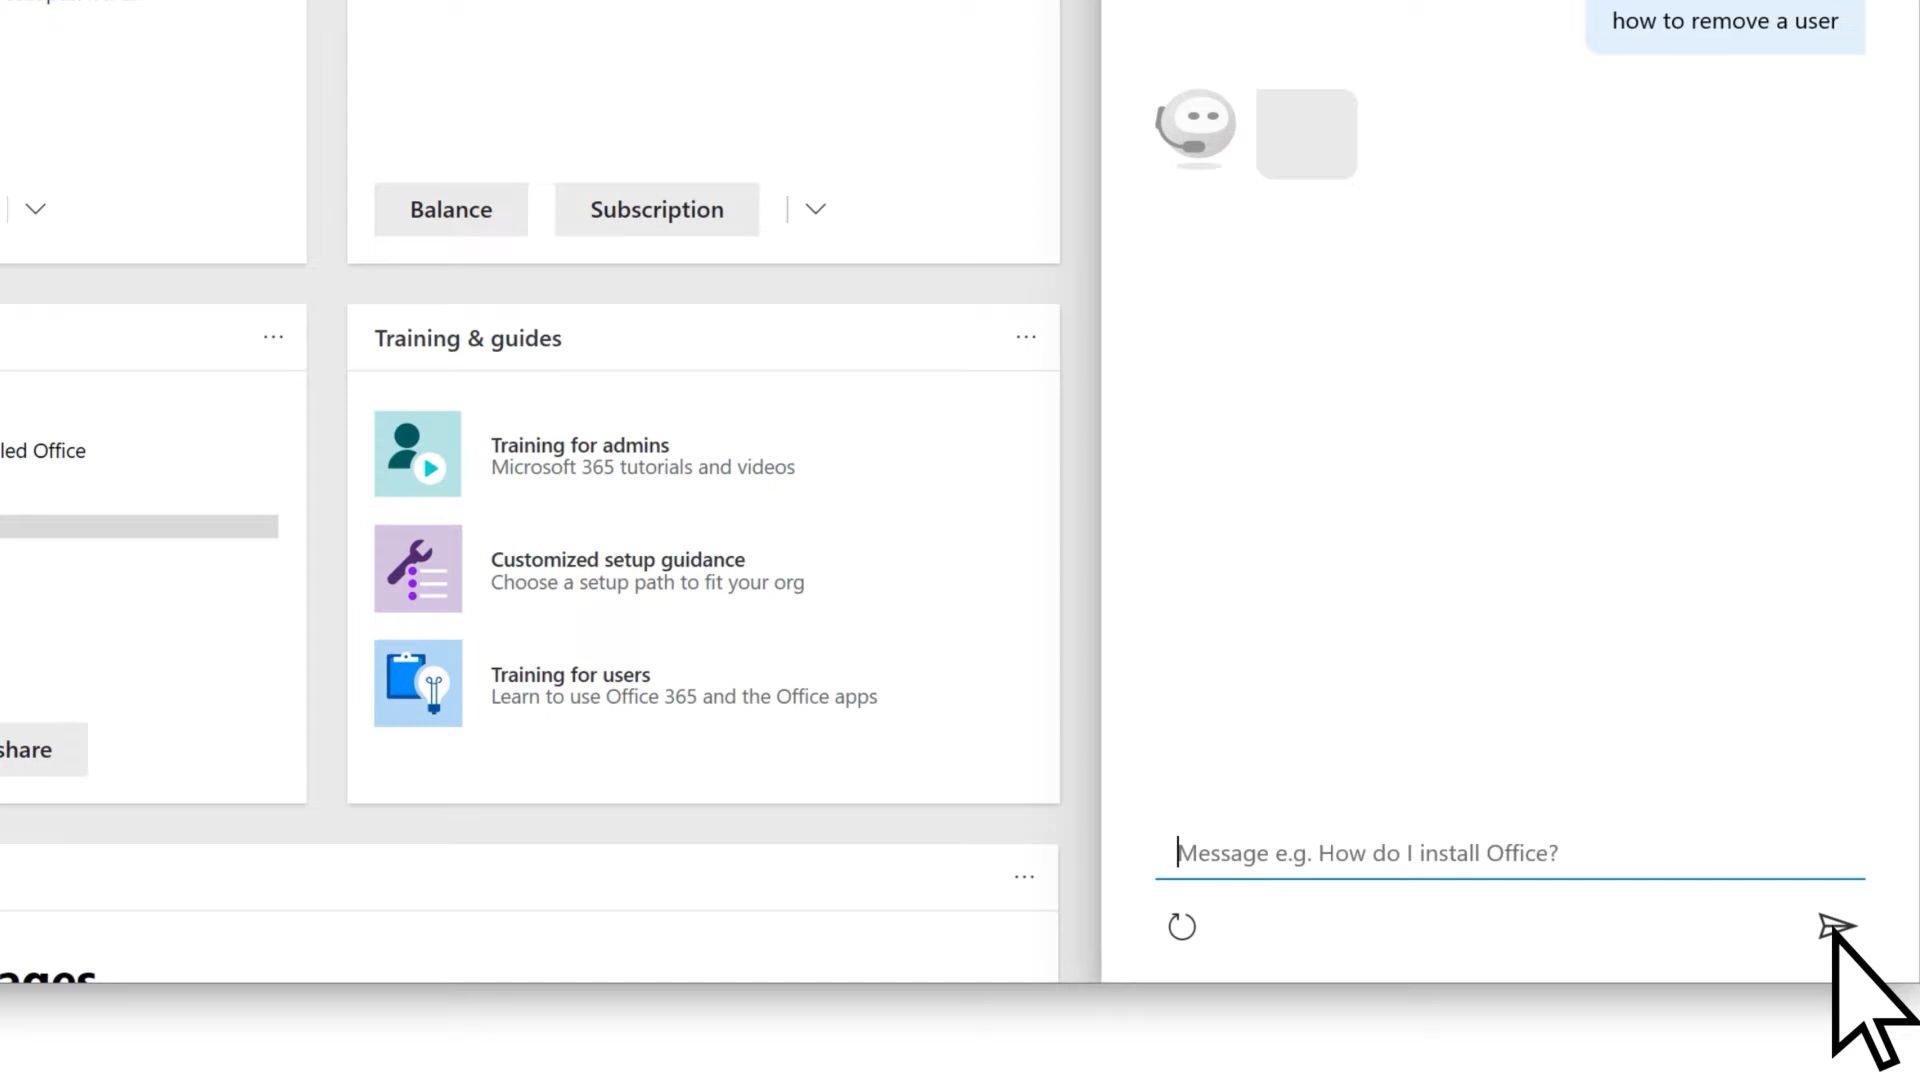 how to remove a user
Balance
Subscription
Training & guides
led Office
Training for admins
Microsoft 365 tutorials and videos
Customized setup guidance
Choose a setup path to fit your org
Training for users
Learn to use Office 365 and the Office apps
share
Message e.g. How do I install Office?
ages